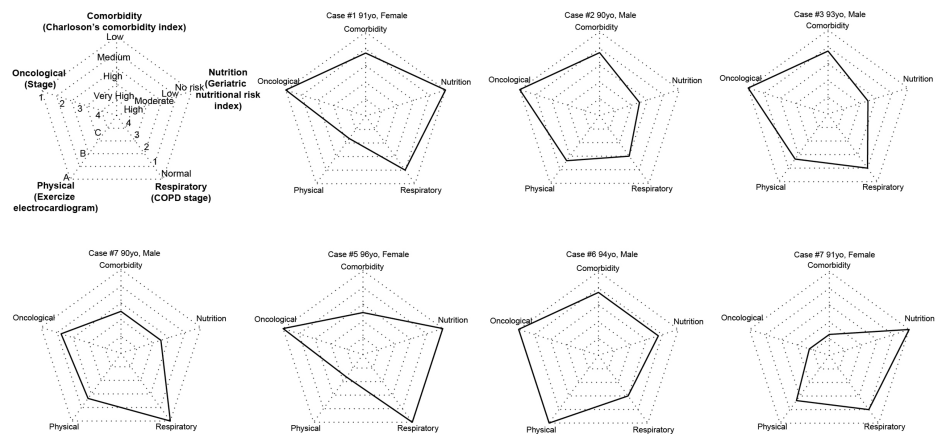 Comorbidity
(Charloson's comorbidity index)
Low
Medium
High
Very High
Oncological
(Stage)
1
2
3
4
Nutrition
(Geriatric
nutritional risk
index)
No risk
Low
Moderate
High
C
B
A
Physical
(Exercize
electrocardiogram)
4
3
2
1
Normal
Respiratory
(COPD stage)
Case #1 91yo, Female
Comorbidity
Oncological
Nutrition
Physical
Respiratory
Case #2 90yo, Male
Comorbidity
Oncological
Nutrition
Physical
Respiratory
Case #3 93yo, Male
Comorbidity
Oncological
Nutrition
Physical
Respiratory
Case #7 90yo, Male
Comorbidity
Oncological
Nutrition
Physical
Respiratory
Case #5 96yo, Female
Comorbidity
Oncological
Nutrition
Physical
Respiratory
Case #6 94yo, Male
Comorbidity
Oncological
Nutrition
Physical
Respiratory
Case #7 91yo, Female
Comorbidity
Oncological
Nutrition
Physical
Respiratory